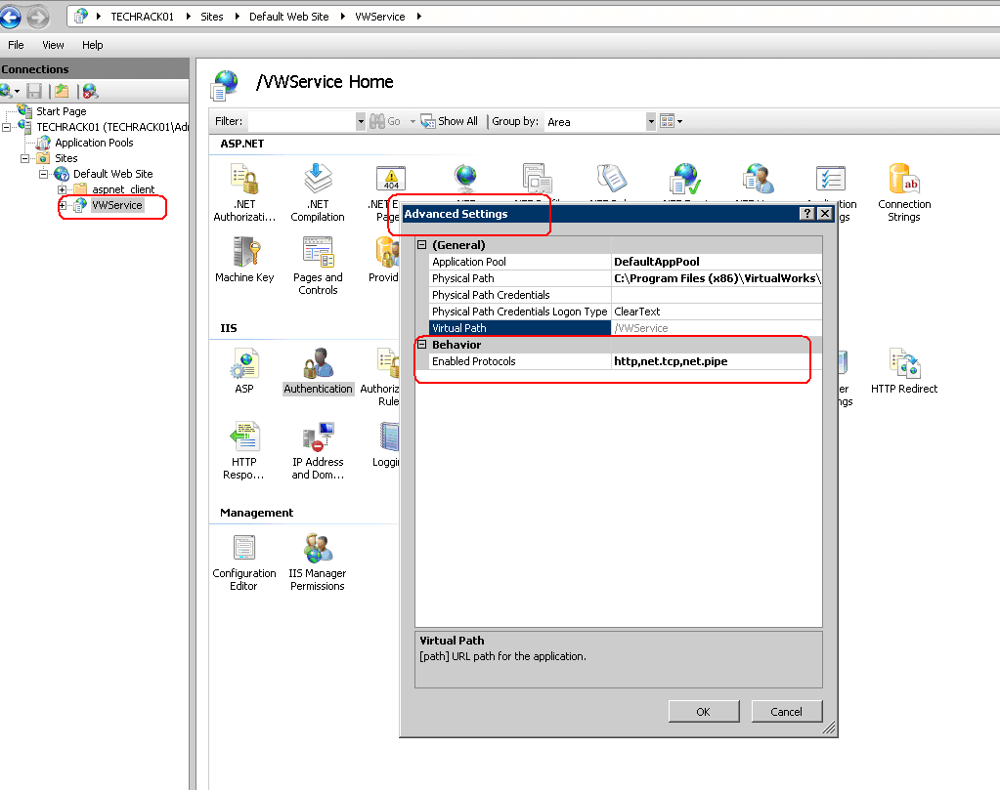 TECHRACK01 Sites Default Web Site VWService
File View Help
Connections
Start Page
TECHRACK01 (TECHRACK01\Ad
Application Pools
Sites
Default Web Site
aspnet_client
VWService
/VWService Home
Filter: Go Show All Group by: Area
ASP.NET
.NET
Authorizati...
.NET
Compilation
.NET E
Page
404
ab
Connection
Strings
Machine Key
Pages and
Controls
Provid
IIS
ASP
Authentication
Authoriz
Rule
HTTP Redirect
HTTP
Respo...
IP Address
and Dom...
Loggi
Management
Configuration
Editor
IIS Manager
Permissions
Advanced Settings
(General)
Application Pool DefaultAppPool
Physical Path C:\Program Files (x86)\VirtualWorks\
Physical Path Credentials
Physical Path Credentials Logon Type ClearText
Virtual Path /VWService
Behavior
Enabled Protocols http,net.tcp,net.pipe
Virtual Path
[path] URL path for the application.
OK Cancel